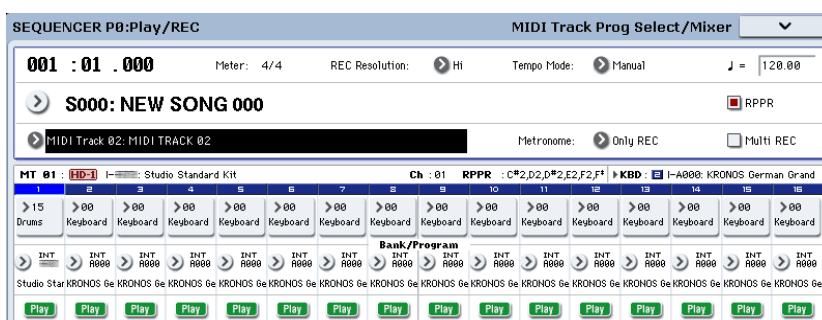 SEQUENCER P0:Play/REC MIDI Track Prog Select/Mixer
001 :01 .000 Meter: 4/4 REC Resolution: Hi Tempo Mode: Manual ♩ = 120.00
S000: NEW SONG 000 RPPR
MIDI Track 02: MIDI TRACK 02 Metronome: Only REC Multi REC
MT 01 : HD-1 I- : Studio Standard Kit Ch :01 RPPR :C#2,D2,D#2,E2,F2,F# KBD : 2 I-A000: KRONOS German Grand
1 2 3 4 5 6 7 8 9 10 11 12 13 14 15 16
>15 >00 >00 >00 >00 >00 >00 >00 >00 >00 >00 >00 >00 >00 >00 >00
Drums Keyboard Keyboard Keyboard Keyboard Keyboard Keyboard Keyboard Keyboard Keyboard Keyboard Keyboard Keyboard Keyboard Keyboard Keyboard
Bank/Program
INT INT INT INT INT INT INT INT INT INT INT INT INT INT INT INT
A000 A000 A000 A000 A000 A000 A000 A000 A000 A000 A000 A000 A000 A000 A000
Studio Star KRONOS Ge KRONOS Ge KRONOS Ge KRONOS Ge KRONOS Ge KRONOS Ge KRONOS Ge KRONOS Ge KRONOS Ge KRONOS Ge KRONOS Ge KRONOS Ge KRONOS Ge KRONOS Ge KRONOS Ge
Play Play Play Play Play Play Play Play Play Play Play Play Play Play Play Play